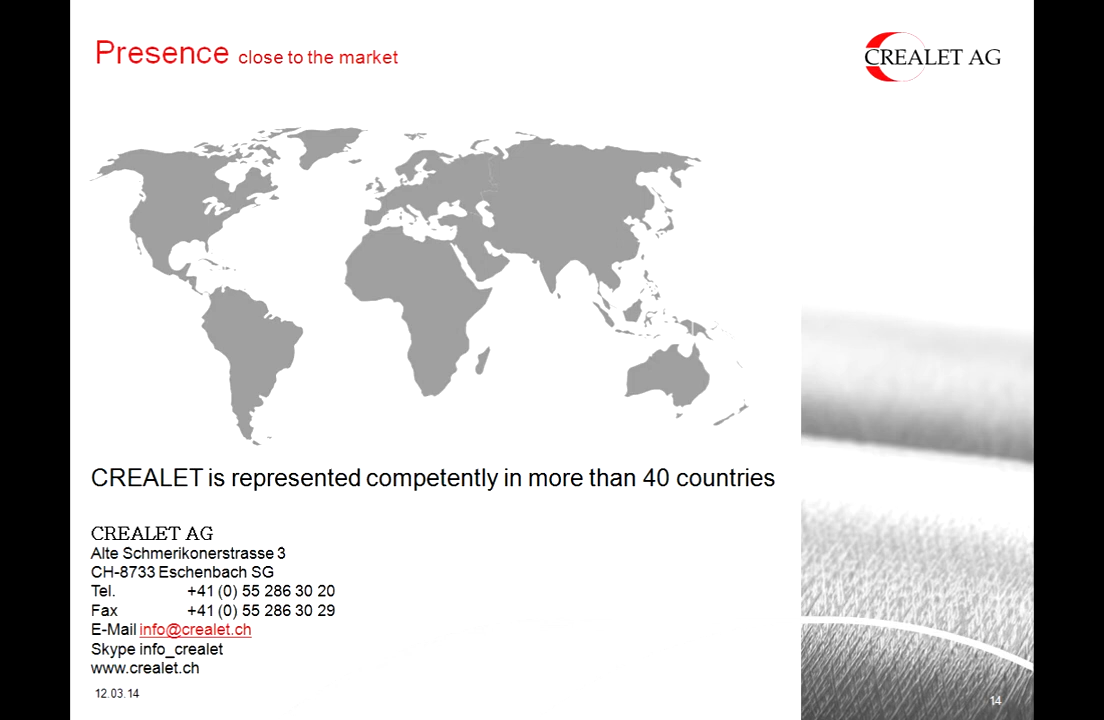 Presence close to the market
CREALET AG
CREALET is represented competently in more than 40 countries
CREALET AG
Alte Schmerikonerstrasse 3
CH-8733 Eschenbach SG
Tel. +41 (0) 55 286 30 20
Fax +41 (0) 55 286 30 29
E-Mail info@crealet.ch
Skype info_crealet
www.crealet.ch
12.03.14
14